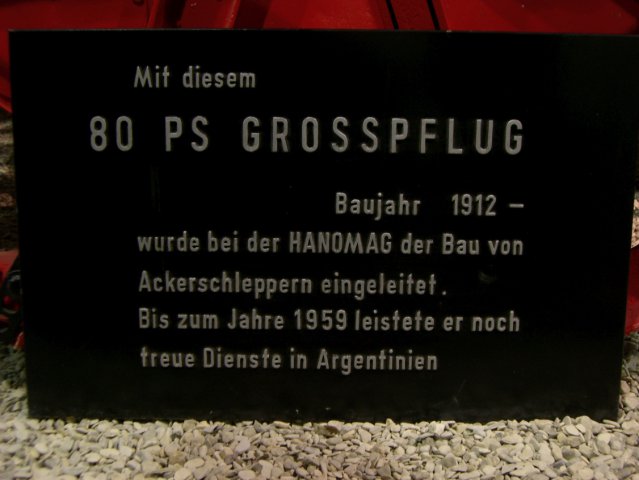 Mit diesem
80 PS GROSSPFLUG
Baujahr 1912 –
wurde bei der HANOMAG der Bau von
Ackerschleppern eingeleitet.
Bis zum Jahre 1959 leistete er noch
treue Dienste in Argentinien